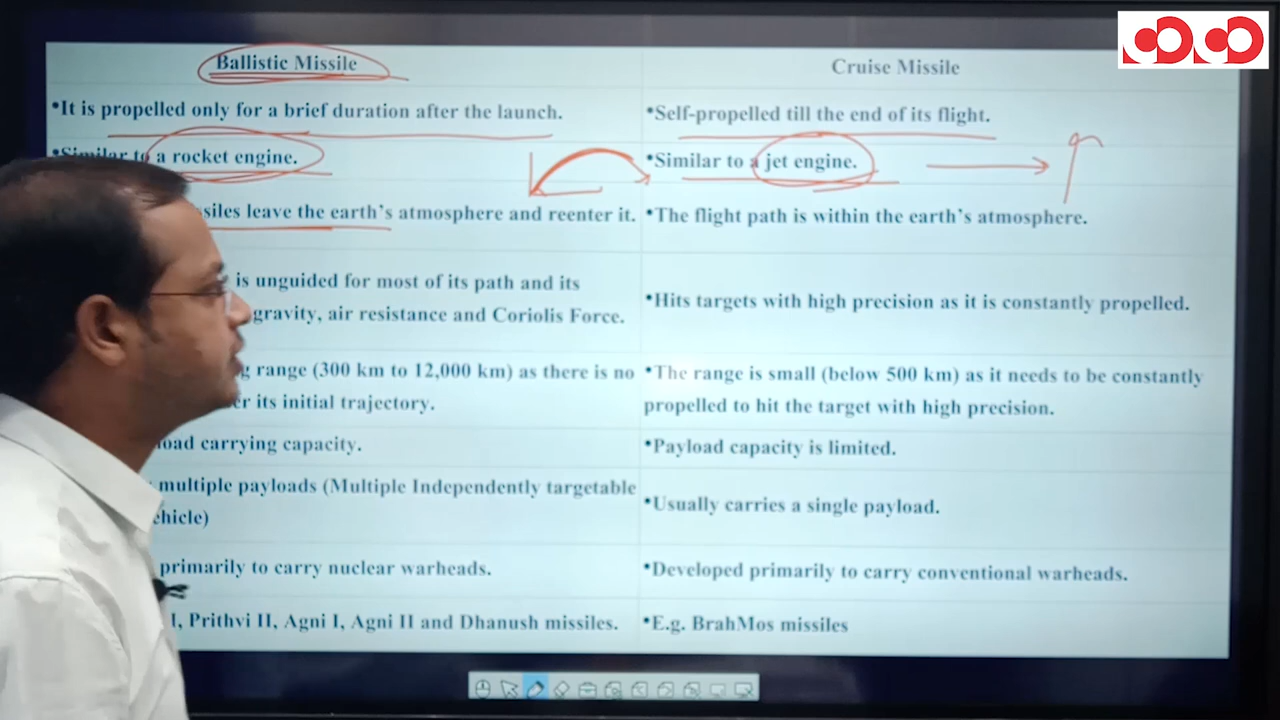 Ballistic Missile
Cruise Missile
•It is propelled only for a brief duration after the launch.
•Self-propelled till the end of its flight.
•Similar to a rocket engine.
•Similar to a jet engine.
leave the earth's atmosphere and reenter it.
•The flight path is within the earth's atmosphere.
is unguided for most of its path and its
gravity, air resistance and Coriolis Force.
•Hits targets with high precision as it is constantly propelled.
range (300 km to 12,000 km) as there is no
its initial trajectory.
•The range is small (below 500 km) as it needs to be constantly
propelled to hit the target with high precision.
carrying capacity.
•Payload capacity is limited.
multiple payloads (Multiple Independently targetable
•Usually carries a single payload.
primarily to carry nuclear warheads.
•Developed primarily to carry conventional warheads.
I, Prithvi II, Agni I, Agni II and Dhanush missiles.
•E.g. BrahMos missiles